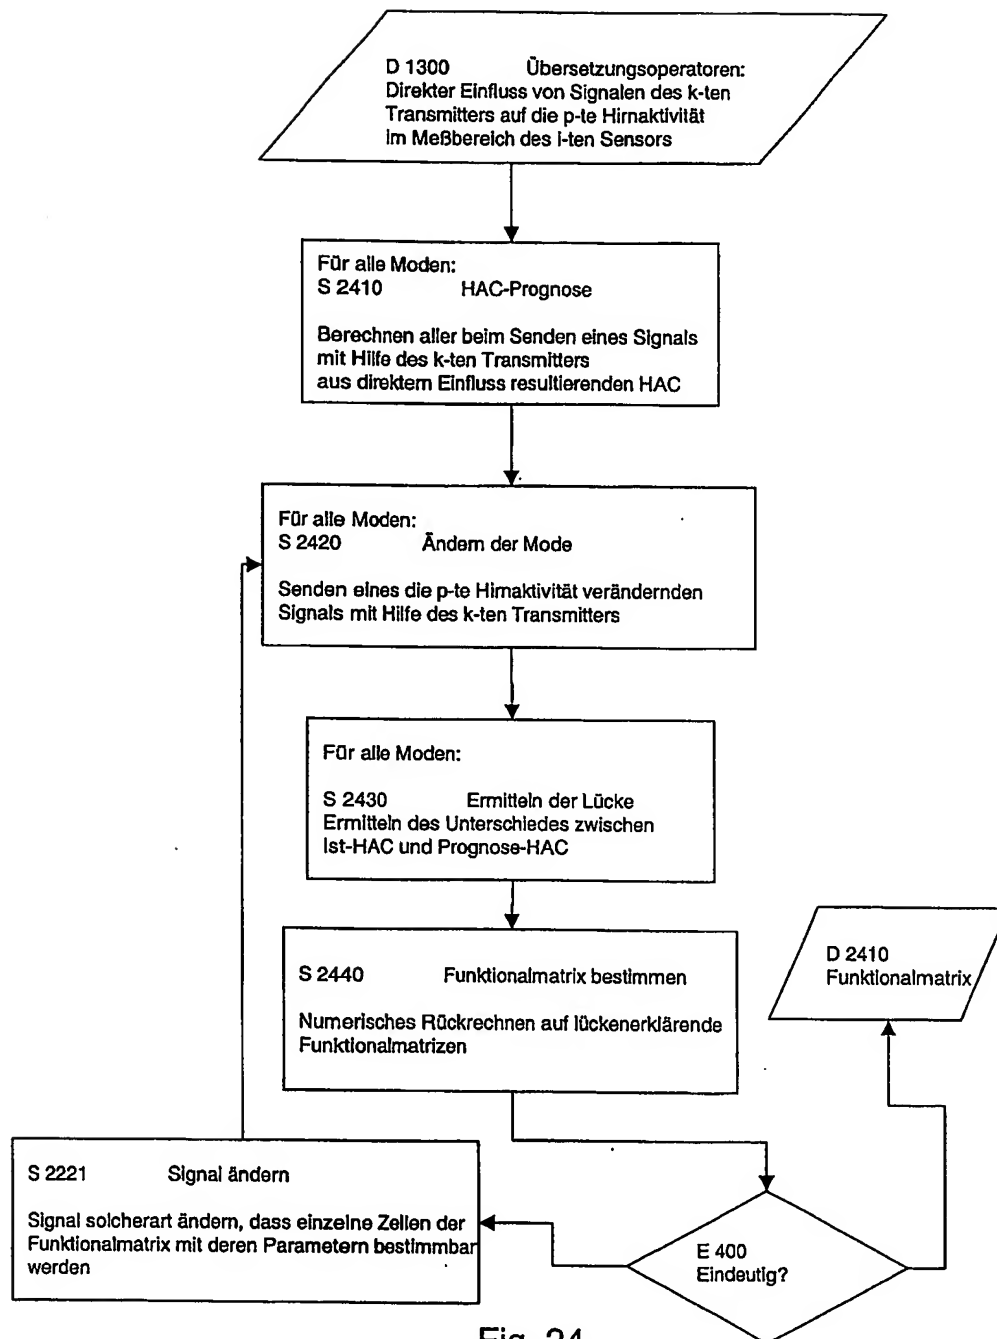 D 1300 Übersetzungsoperatoren:
Direkter Einfluss von Signalen des k-ten
Transmitters auf die p-te Hirnaktivität
im Meßbereich des i-ten Sensors
Für alle Moden:
S 2410 HAC-Prognose
Berechnen aller beim Senden eines Signals
mit Hilfe des k-ten Transmitters
aus direktem Einfluss resultierenden HAC
Für alle Moden:
S 2420 Ändern der Mode
Senden eines die p-te Hirnaktivität verändernden
Signals mit Hilfe des k-ten Transmitters
Für alle Moden:
S 2430 Ermitteln der Lücke
Ermitteln des Unterschiedes zwischen
Ist-HAC und Prognose-HAC
S 2440 Funktionalmatrix bestimmen
Numerisches Rückrechnen auf lückenerklärende
Funktionalmatrizen
D 2410
Funktionalmatrix
S 2221 Signal ändern
Signal solcherart ändern, dass einzelne Zellen der
Funktionalmatrix mit deren Parametern bestimmbar
werden
E 400
Eindeutig?
Fig. 24